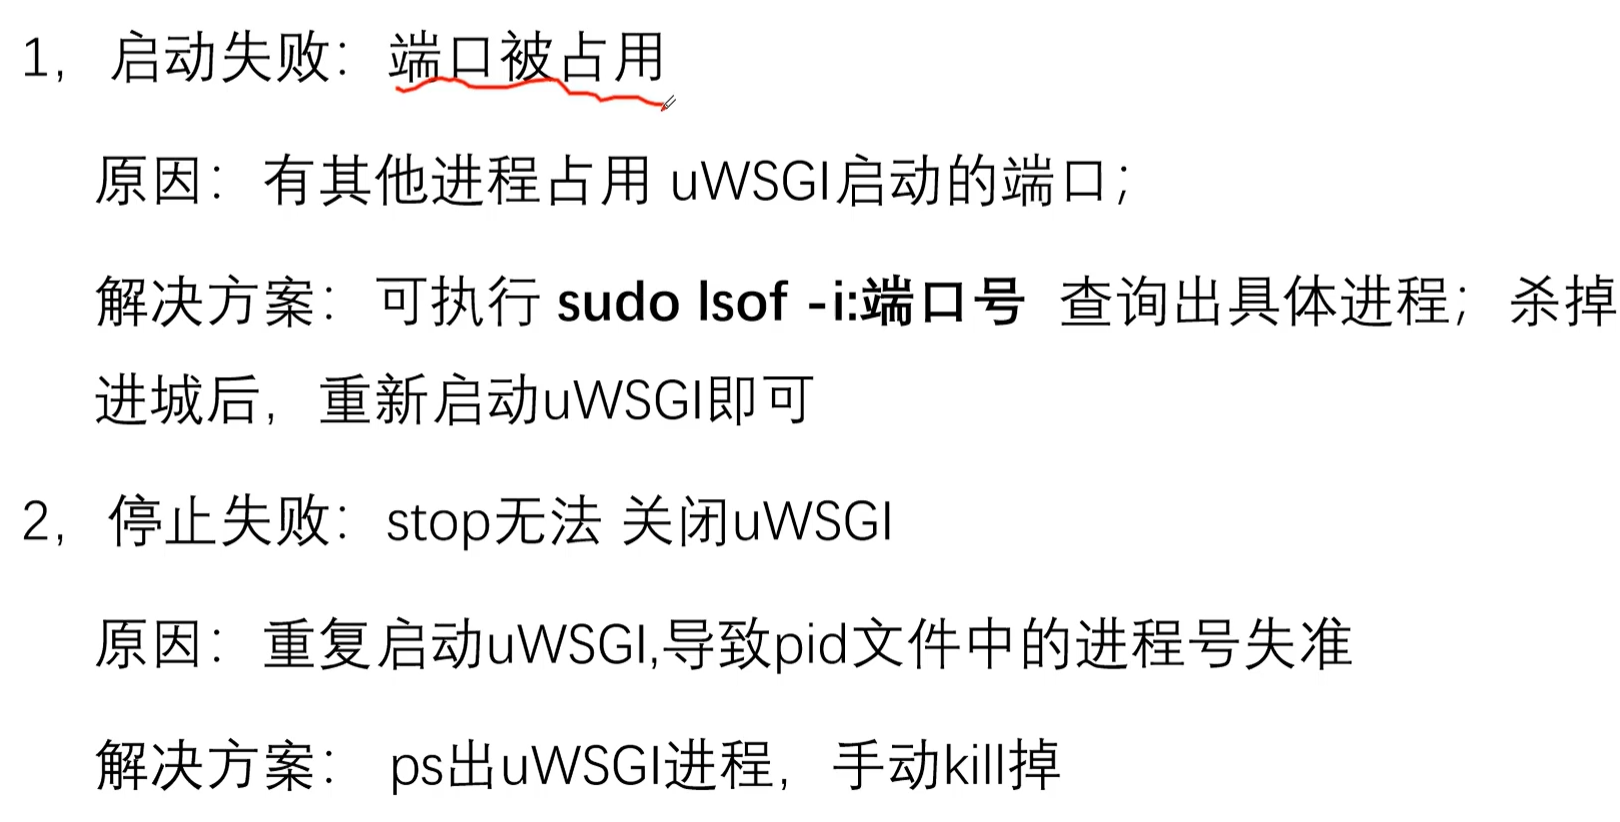 1，启动失败：端口被占用
原因：有其他进程占用 uWSGI启动的端口；
解决方案：可执行 sudo lsof -i:端口号 查询出具体进程；杀掉
进城后，重新启动uWSGI即可
2，停止失败：stop无法 关闭uWSGI
原因：重复启动uWSGI,导致pid文件中的进程号失准
解决方案： ps出uWSGI进程，手动kill掉